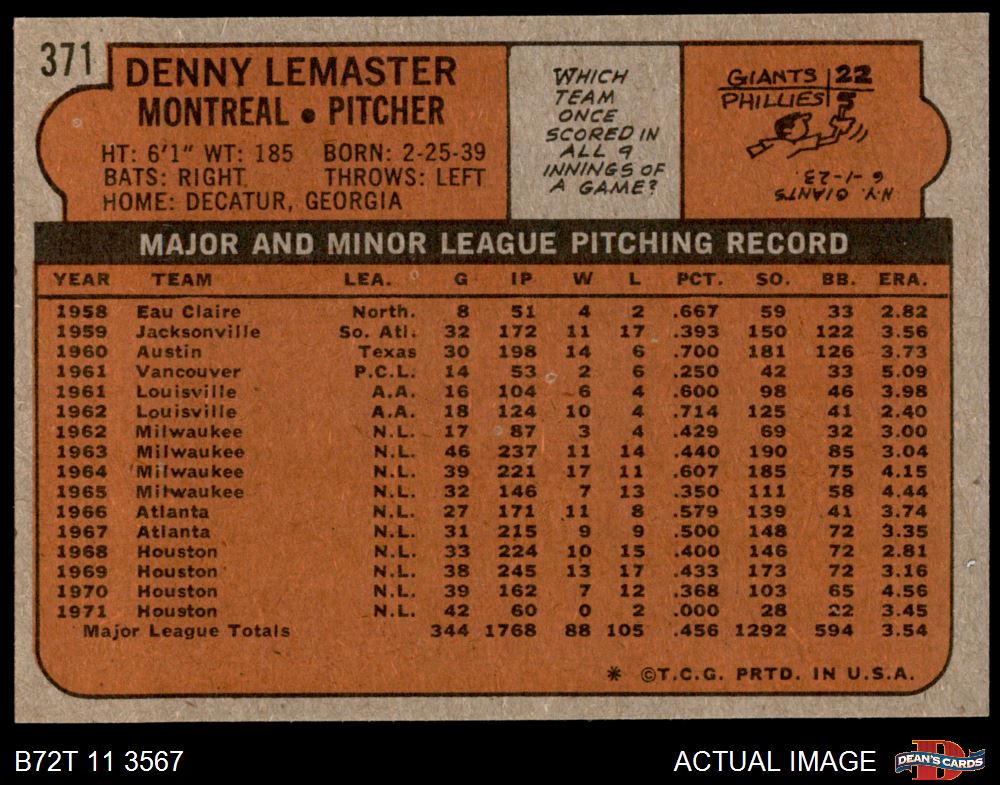 371
DENNY LEMASTER
MONTREAL • PITCHER
HT: 6'1" WT: 185 BORN: 2-25-39
BATS: RIGHT THROWS: LEFT
HOME: DECATUR, GEORGIA
WHICH
TEAM
ONCE
SCORED IN
ALL 9
INNINGS OF
A GAME?
GIANTS 22
PHILLIES 5
6-1-23.
N.Y. GIANTS
MAJOR AND MINOR LEAGUE PITCHING RECORD
YEAR TEAM LEA. G IP W L PCT. SO. BB. ERA.
1958 Eau Claire North. 8 51 4 2 .667 59 33 2.82
1959 Jacksonville So. Atl. 32 172 11 17 .393 150 122 3.56
1960 Austin Texas 30 198 14 6 .700 181 126 3.73
1961 Vancouver P.C.L. 14 53 2 6 .250 42 33 5.09
1961 Louisville A.A. 16 104 6 4 .600 98 46 3.98
1962 Louisville A.A. 18 124 10 4 .714 125 41 2.40
1962 Milwaukee N.L. 17 87 3 4 .429 69 32 3.00
1963 Milwaukee N.L. 46 237 11 14 .440 190 85 3.04
1964 Milwaukee N.L. 39 221 17 11 .607 185 75 4.15
1965 Milwaukee N.L. 32 146 7 13 .350 111 58 4.44
1966 Atlanta N.L. 27 171 11 8 .579 139 41 3.74
1967 Atlanta N.L. 31 215 9 9 .500 148 72 3.35
1968 Houston N.L. 33 224 10 15 .400 146 72 2.81
1969 Houston N.L. 38 245 13 17 .433 173 72 3.16
1970 Houston N.L. 39 162 7 12 .368 103 65 4.56
1971 Houston N.L. 42 60 0 2 .000 28 22 3.45
Major League Totals 344 1768 88 105 .456 1292 594 3.54
* ©T.C.G. PRTD. IN U.S.A.
B72T 11 3567
ACTUAL IMAGE
D
DEAN'S CARDS